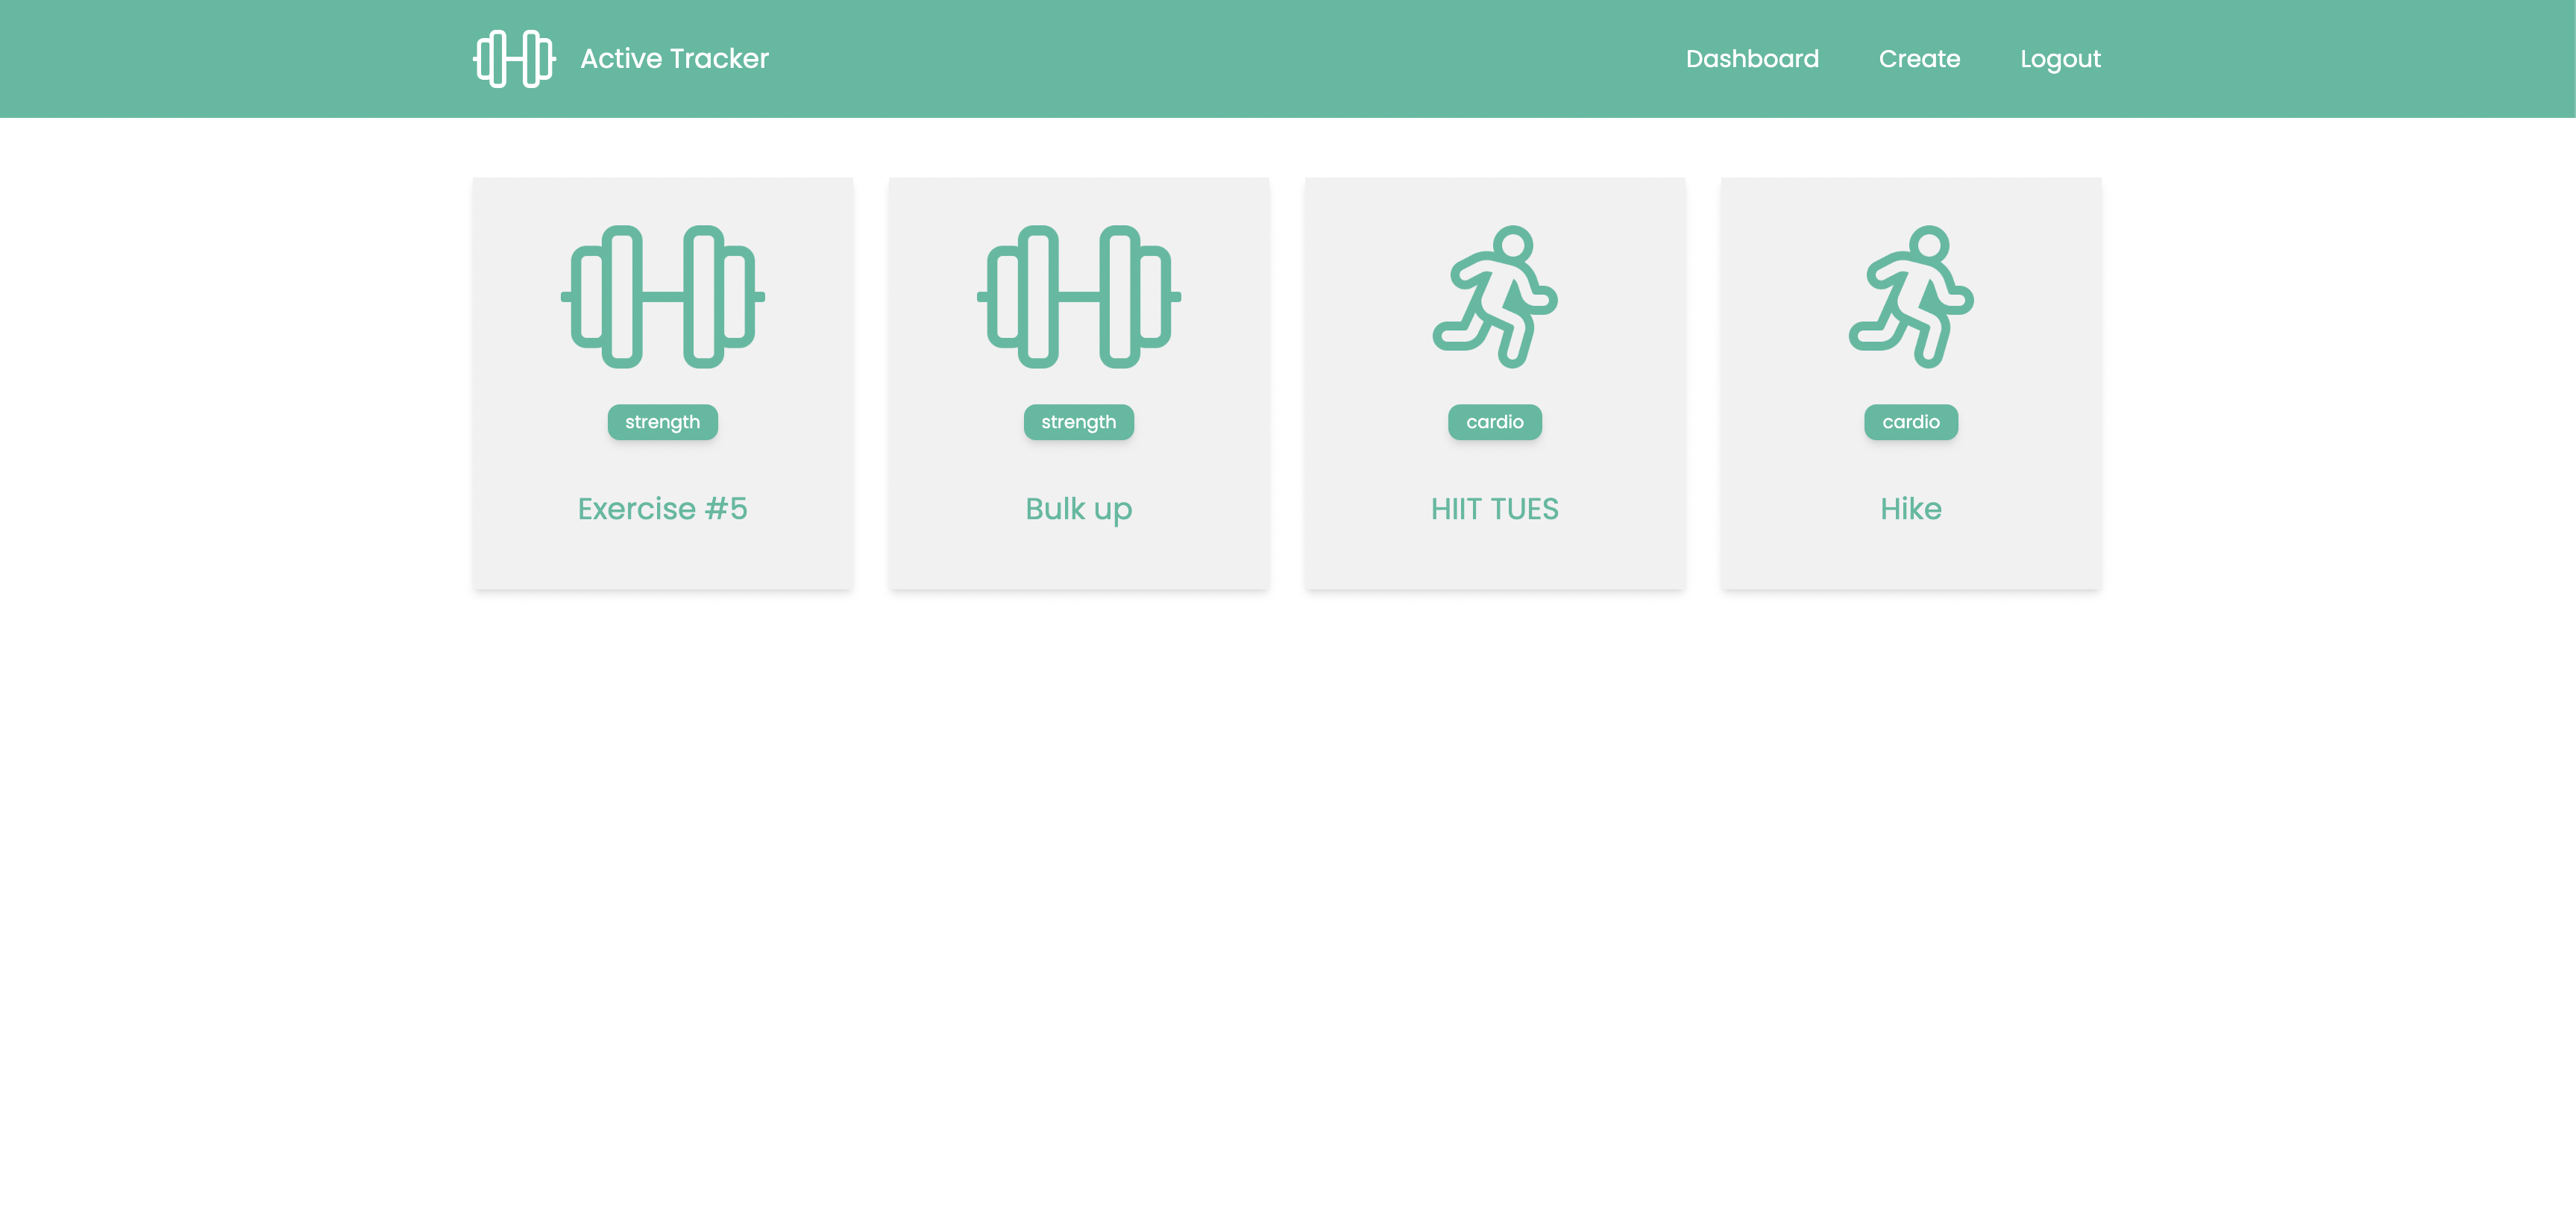 Active Tracker
Dashboard
Create
Logout
strength
Exercise #5
strength
Bulk up
cardio
HIIT TUES
cardio
Hike